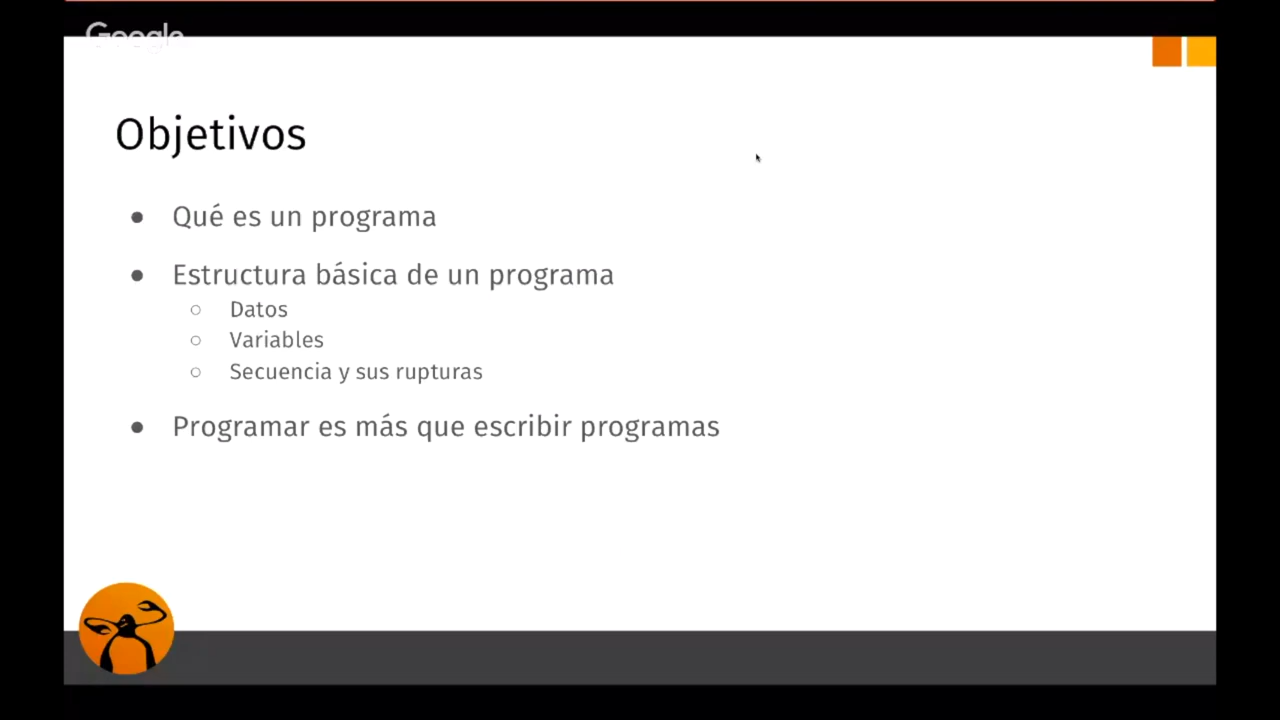 Google
Objetivos
● Qué es un programa
● Estructura básica de un programa
○ Datos
○ Variables
○ Secuencia y sus rupturas
● Programar es más que escribir programas